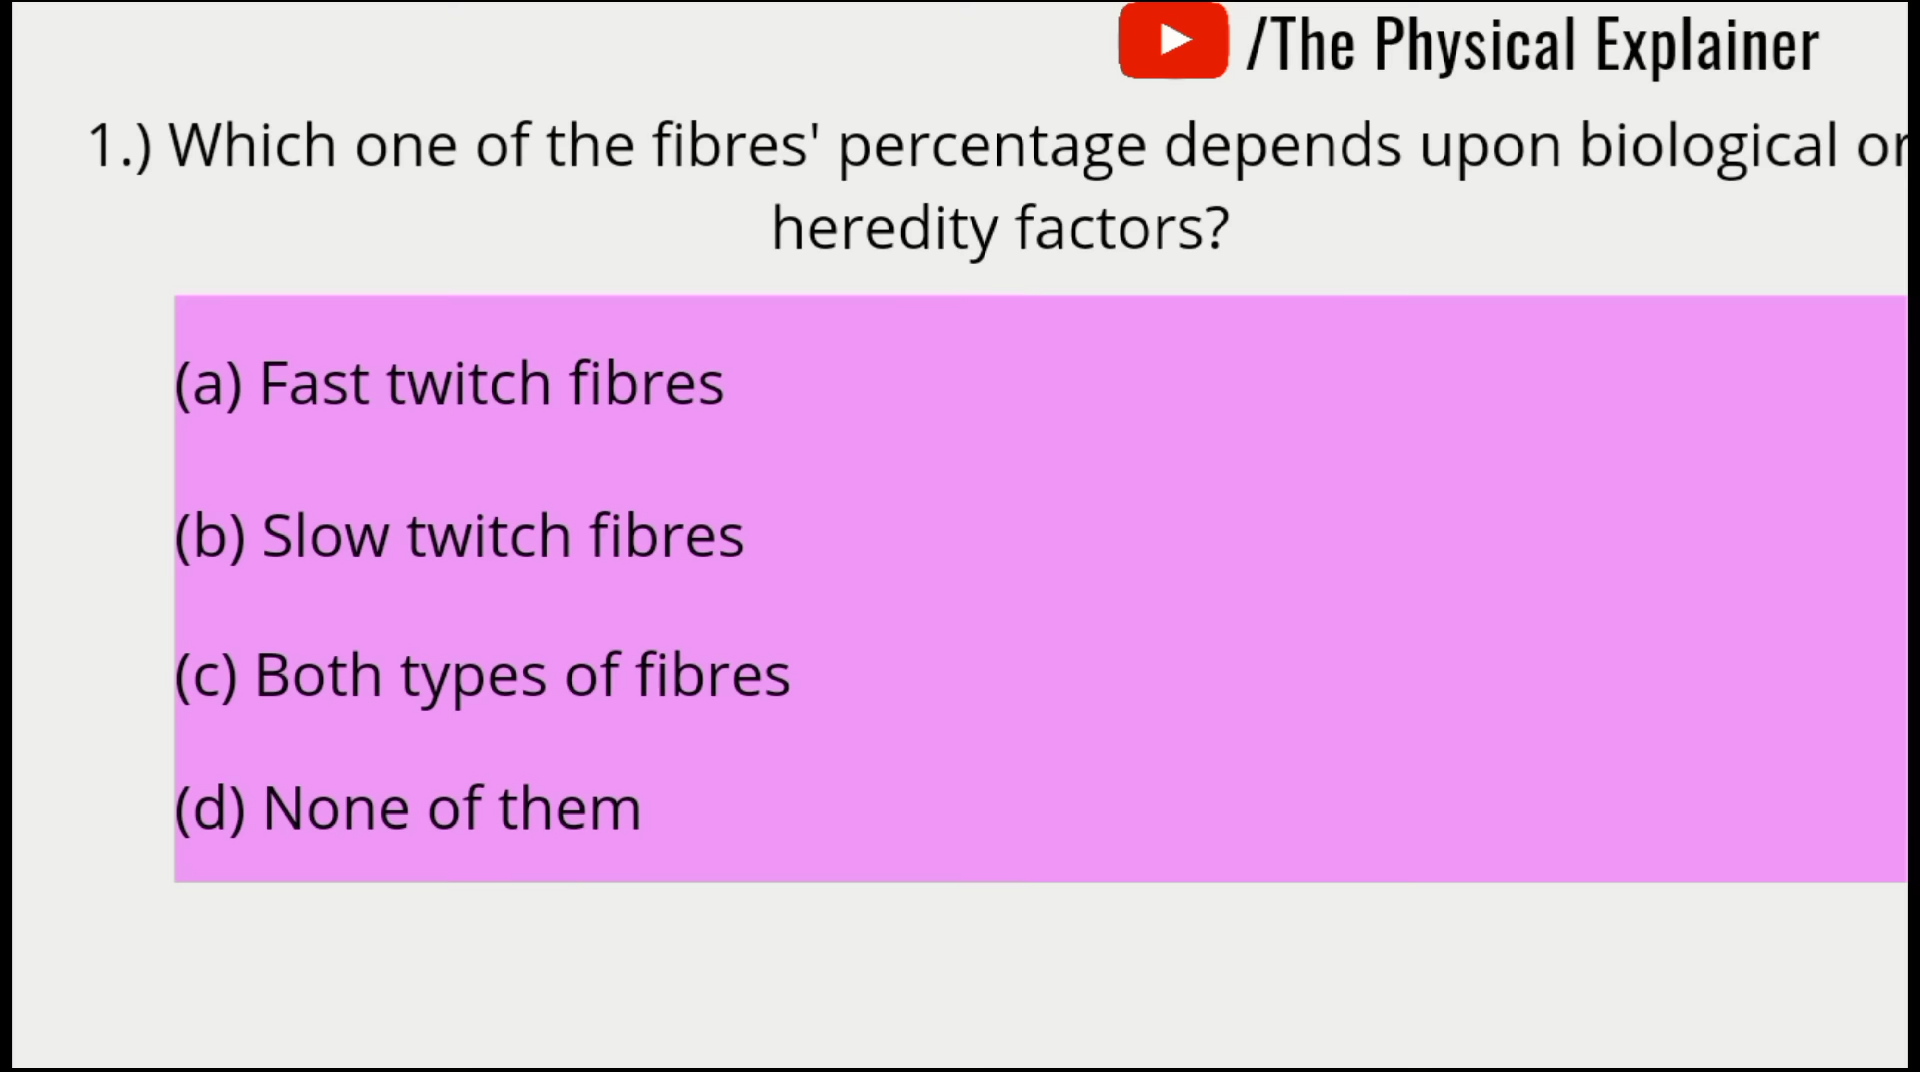 /The Physical Explainer
1.) Which one of the fibres' percentage depends upon biological or
heredity factors?
(a) Fast twitch fibres
(b) Slow twitch fibres
(c) Both types of fibres
(d) None of them